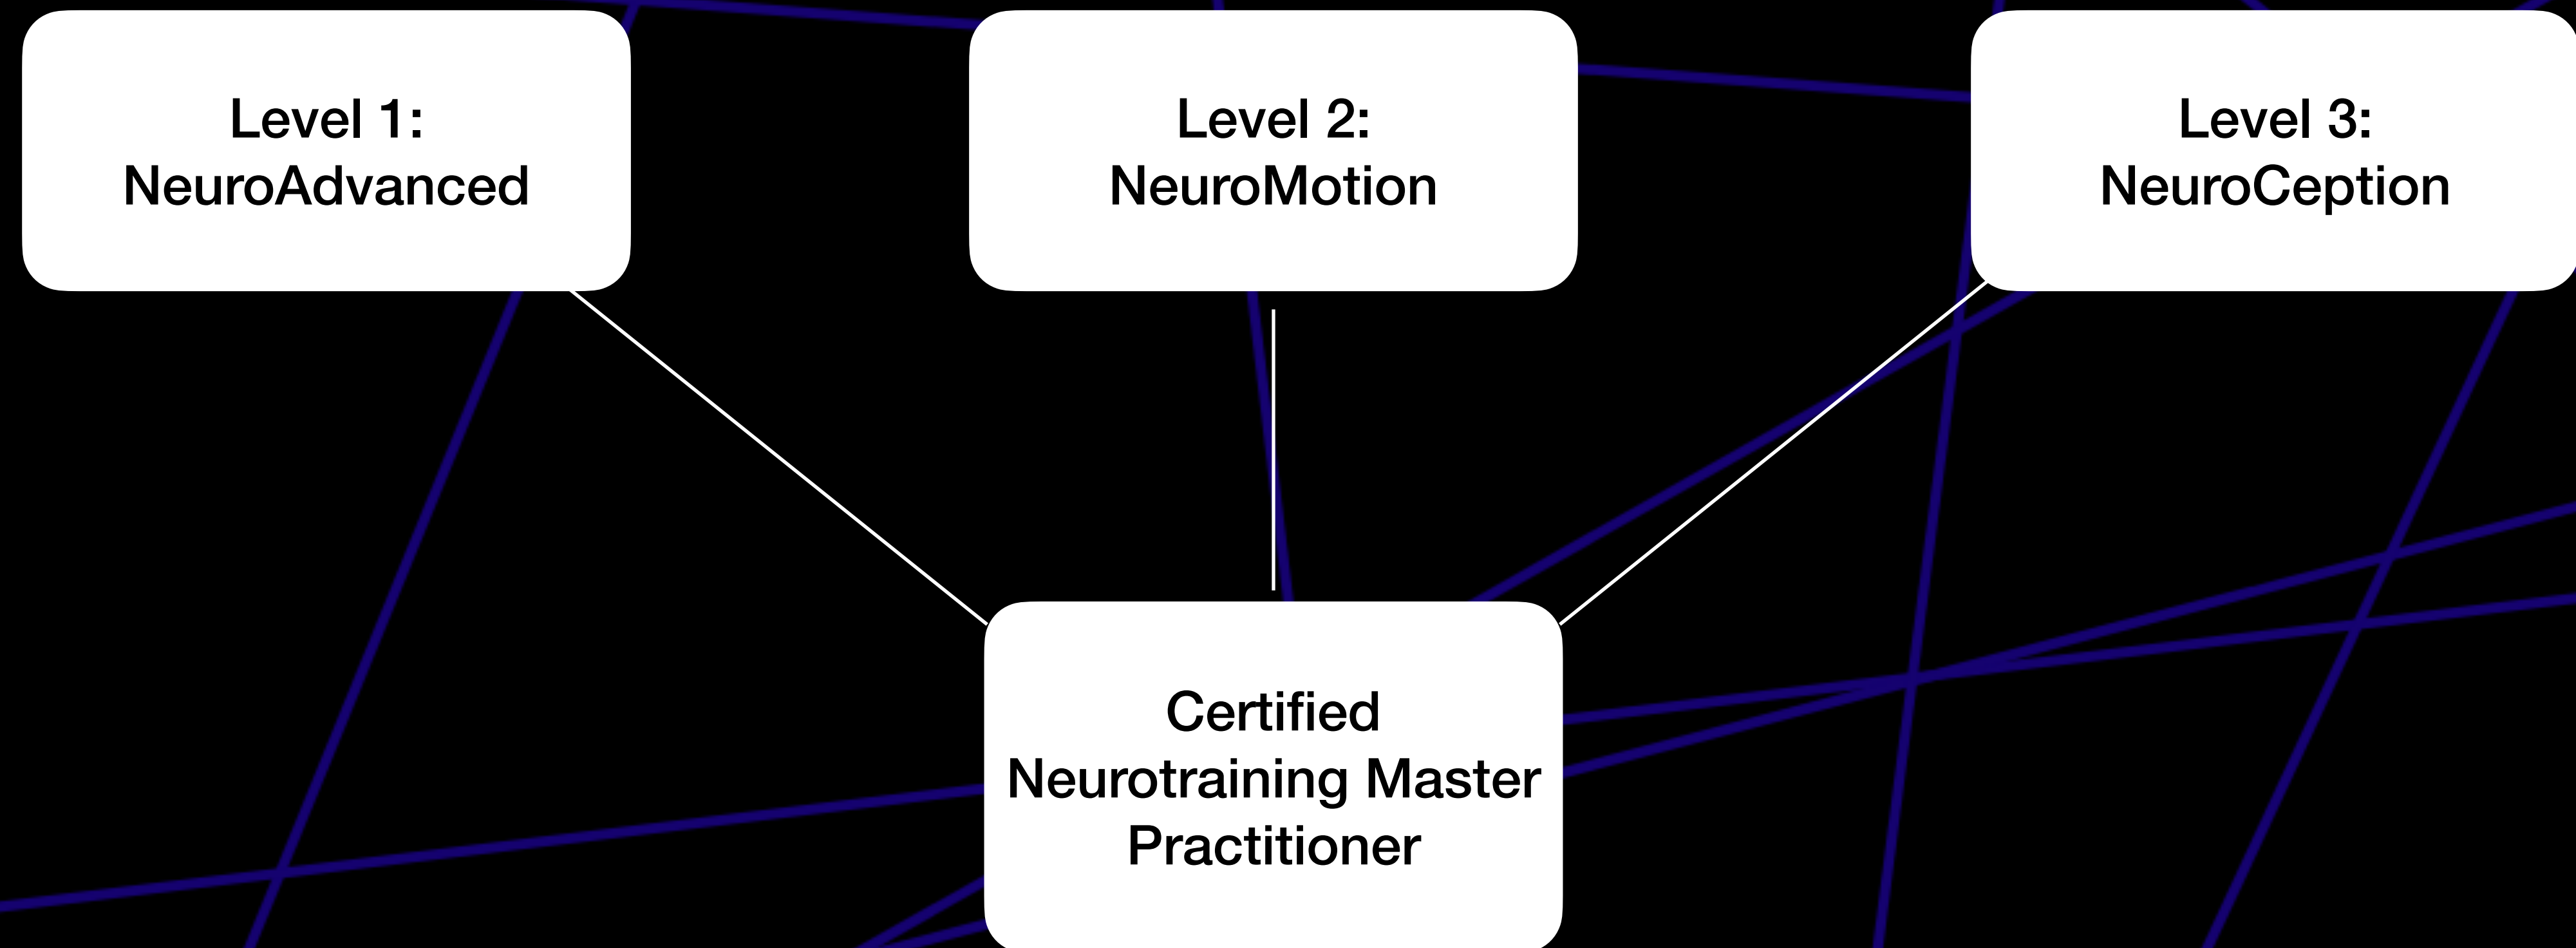 Level 1:
NeuroAdvanced
Level 2:
NeuroMotion
Level 3:
NeuroCeption
Certified
Neurotraining Master
Practitioner